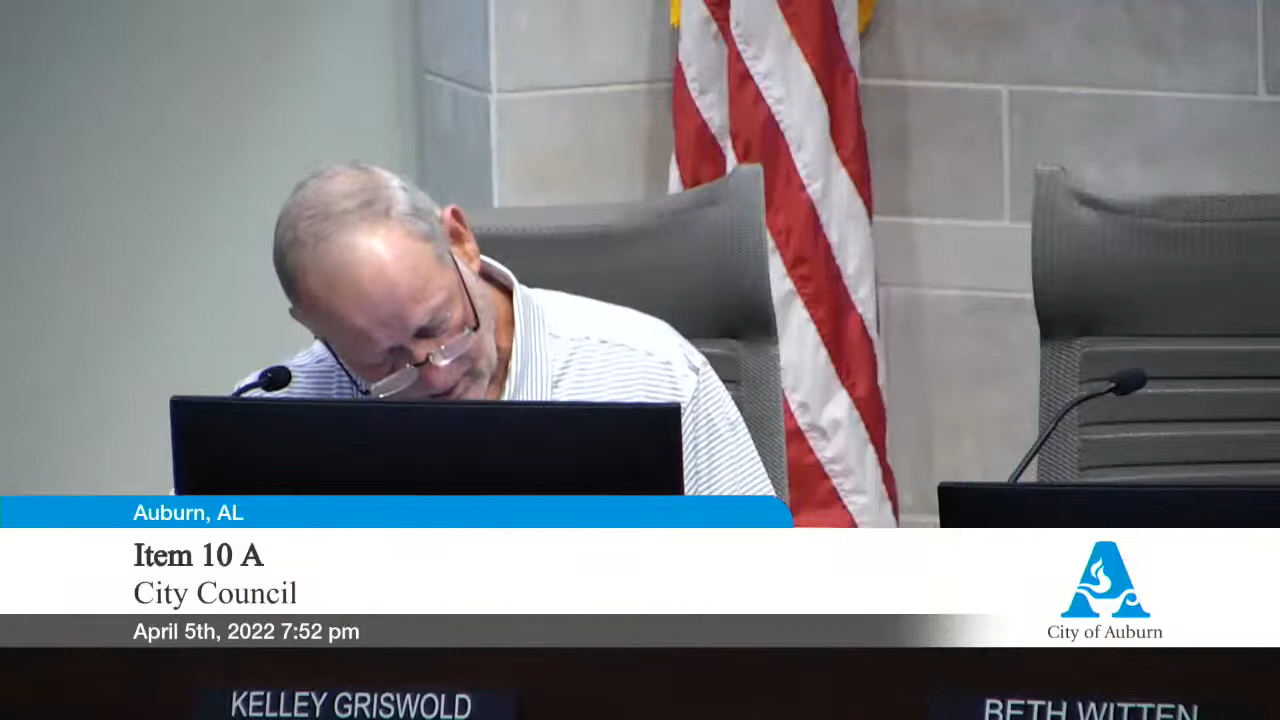 Auburn, AL
Item 10 A
City Council
April 5th, 2022 7:52 pm
City of Auburn
KELLEY GRISWOLD
BETH WITTEN